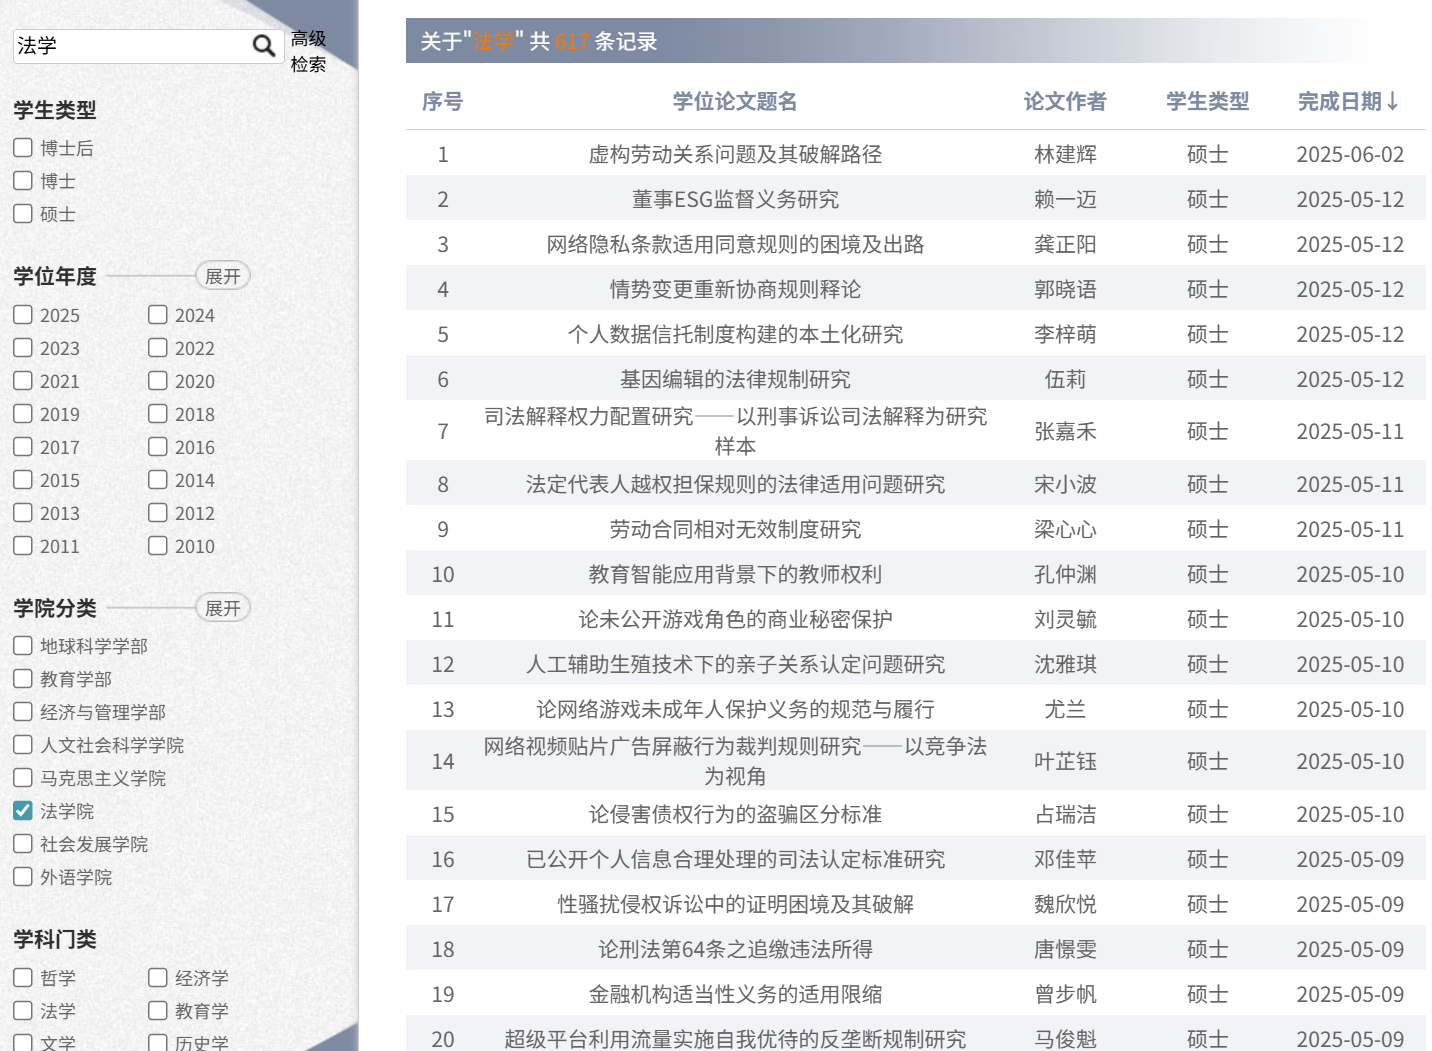 法学
高级
检索
学生类型
博士后
博士
硕士
学位年度 展开
2025 2024
2023 2022
2021 2020
2019 2018
2017 2016
2015 2014
2013 2012
2011 2010
学院分类 展开
地球科学学部
教育学部
经济与管理学部
人文社会科学学院
马克思主义学院
法学院
社会发展学院
外语学院
学科门类
哲学 经济学
法学 教育学
文学 历史学
关于"法学" 共 617 条记录
序号 学位论文题名 论文作者 学生类型 完成日期↓
1 虚构劳动关系问题及其破解路径 林建辉 硕士 2025-06-02
2 董事ESG监督义务研究 赖一迈 硕士 2025-05-12
3 网络隐私条款适用同意规则的困境及出路 龚正阳 硕士 2025-05-12
4 情势变更重新协商规则释论 郭晓语 硕士 2025-05-12
5 个人数据信托制度构建的本土化研究 李梓萌 硕士 2025-05-12
6 基因编辑的法律规制研究 伍莉 硕士 2025-05-12
7 司法解释权力配置研究——以刑事诉讼司法解释为研究
样本 张嘉禾 硕士 2025-05-11
8 法定代表人越权担保规则的法律适用问题研究 宋小波 硕士 2025-05-11
9 劳动合同相对无效制度研究 梁心心 硕士 2025-05-11
10 教育智能应用背景下的教师权利 孔仲渊 硕士 2025-05-10
11 论未公开游戏角色的商业秘密保护 刘灵毓 硕士 2025-05-10
12 人工辅助生殖技术下的亲子关系认定问题研究 沈雅琪 硕士 2025-05-10
13 论网络游戏未成年人保护义务的规范与履行 尤兰 硕士 2025-05-10
14 网络视频贴片广告屏蔽行为裁判规则研究——以竞争法
为视角 叶芷钰 硕士 2025-05-10
15 论侵害债权行为的盗骗区分标准 占瑞洁 硕士 2025-05-10
16 已公开个人信息合理处理的司法认定标准研究 邓佳苹 硕士 2025-05-09
17 性骚扰侵权诉讼中的证明困境及其破解 魏欣悦 硕士 2025-05-09
18 论刑法第64条之追缴违法所得 唐憬雯 硕士 2025-05-09
19 金融机构适当性义务的适用限缩 曾步帆 硕士 2025-05-09
20 超级平台利用流量实施自我优待的反垄断规制研究 马俊魁 硕士 2025-05-09